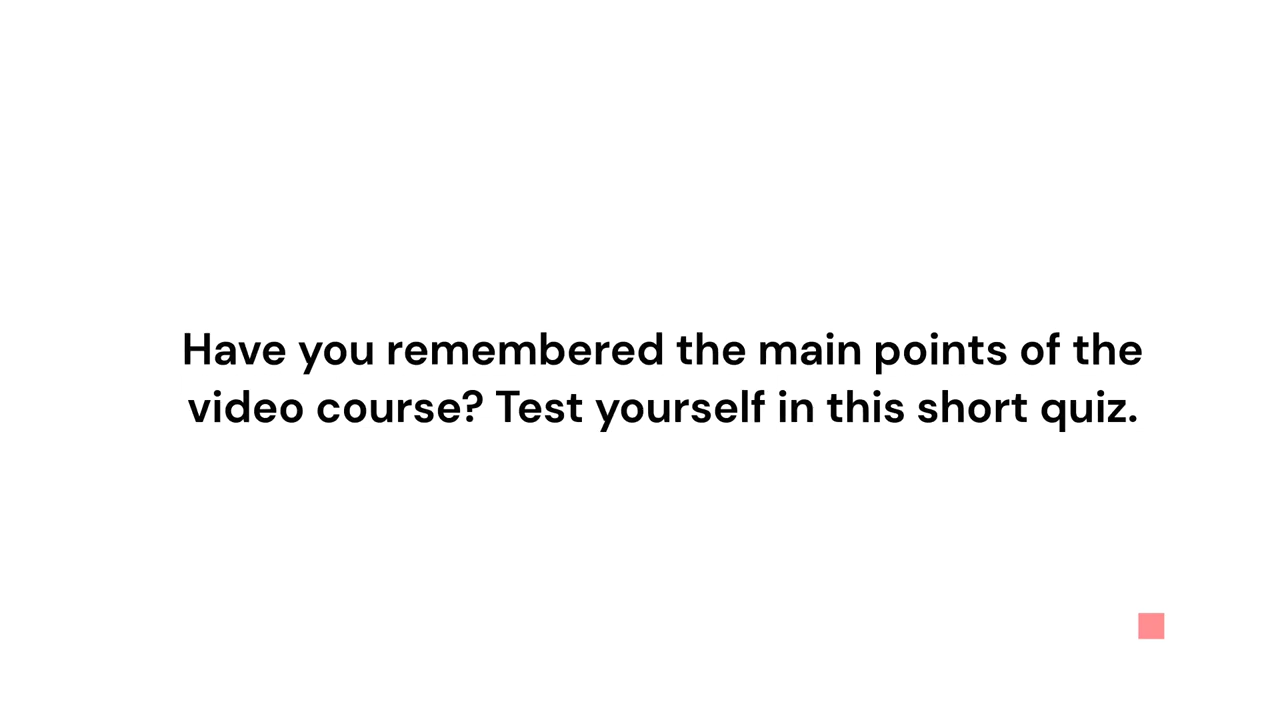 Have you remembered the main points of the
video course? Test yourself in this short quiz.